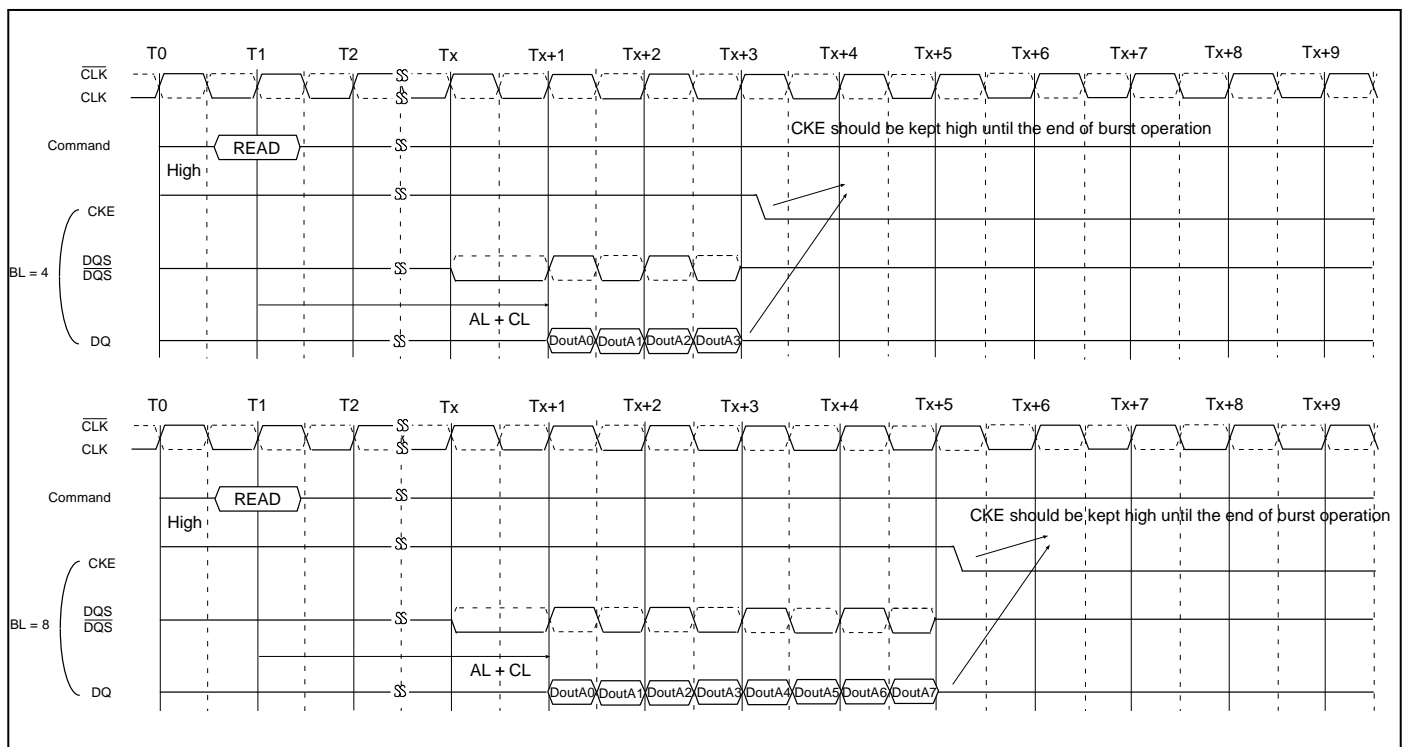 T0 T1 T2 Tx Tx+1 Tx+2 Tx+3 Tx+4 Tx+5 Tx+6 Tx+7 Tx+8 Tx+9
CLK
CLK
CKE should be kept high until the end of burst operation
Command READ
High
CKE
BL = 4
DQS
DQS
AL + CL
DQ DoutA0 DoutA1 DoutA2 DoutA3
T0 T1 T2 Tx Tx+1 Tx+2 Tx+3 Tx+4 Tx+5 Tx+6 Tx+7 Tx+8 Tx+9
CLK
CLK
Command READ
CKE should be kept high until the end of burst operation
High
CKE
BL = 8
DQS
DQS
AL + CL
DQ DoutA0 DoutA1 DoutA2 DoutA3 DoutA4 DoutA5 DoutA6 DoutA7